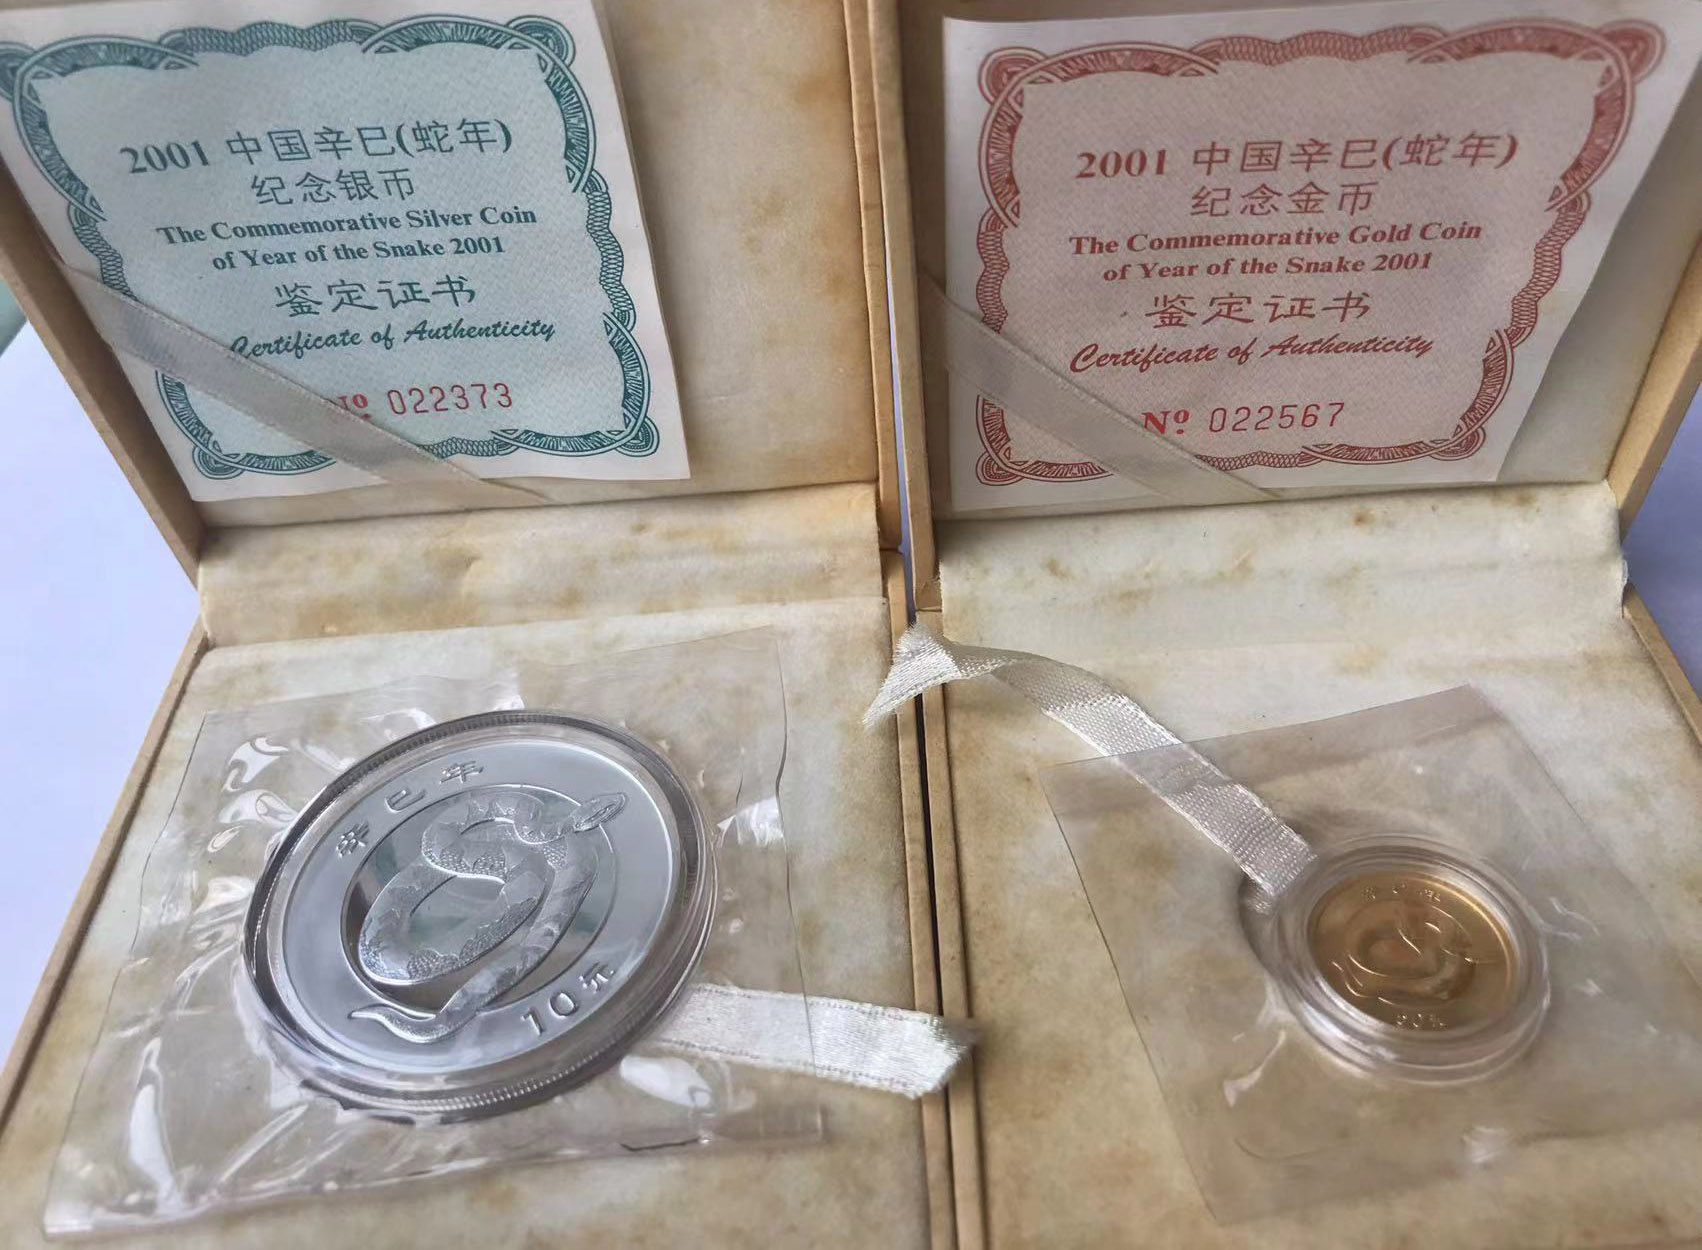 2001 中国辛巳(蛇年)
纪念银币
The Commemorative Silver Coin
of Year of the Snake 2001
鉴定证书
Certificate of Authenticity
№ 022373
2001 中国辛巳(蛇年)
纪念金币
The Commemorative Gold Coin
of Year of the Snake 2001
鉴定证书
Certificate of Authenticity
№ 022567
辛巳年
10元
50元